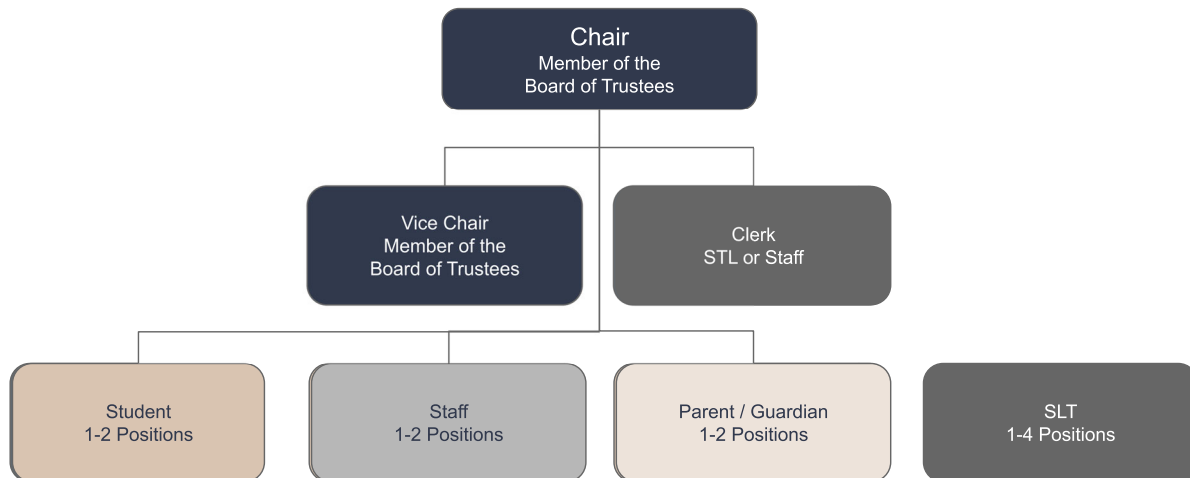 Chair
Member of the
Board of Trustees
Vice Chair
Member of the
Board of Trustees
Clerk
STL or Staff
Student
1-2 Positions
Staff
1-2 Positions
Parent / Guardian
1-2 Positions
SLT
1-4 Positions